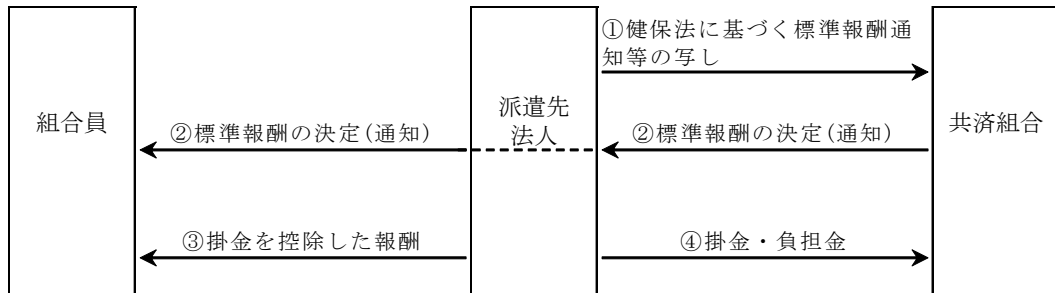 ①健保法に基づく標準報酬通
知等の写し
組合員
派遣先
法人
共済組合
②標準報酬の決定(通知)
②標準報酬の決定(通知)
③掛金を控除した報酬
④掛金・負担金